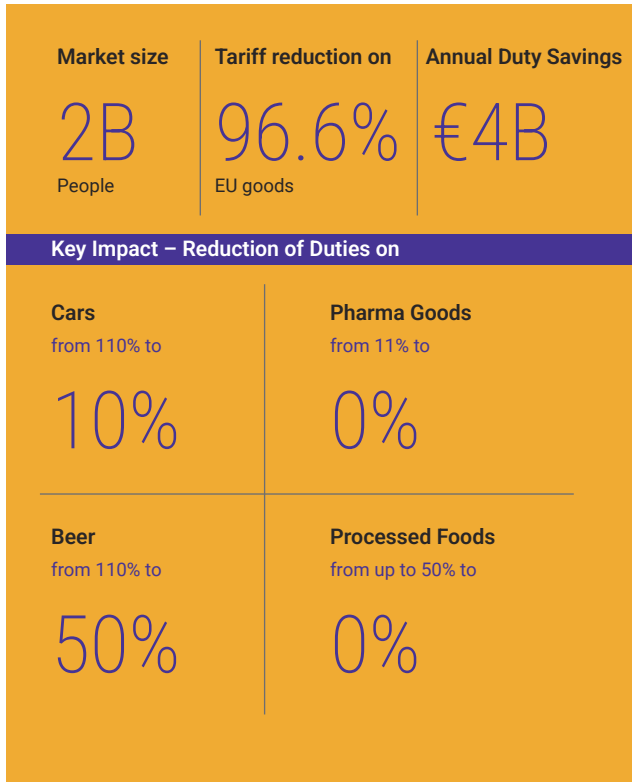 Market size
2B
People
Tariff reduction on
96.6%
EU goods
Annual Duty Savings
€4B
Key Impact – Reduction of Duties on
Cars
from 110% to
10%
Pharma Goods
from 11% to
0%
Beer
from 110% to
50%
Processed Foods
from up to 50% to
0%